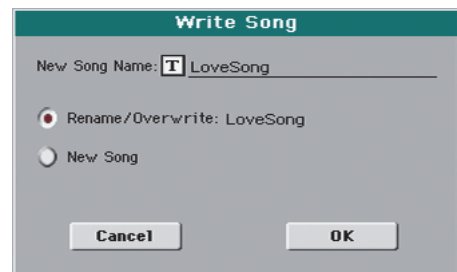 Write Song
New Song Name: T LoveSong
Rename/Overwrite: LoveSong
New Song
Cancel OK